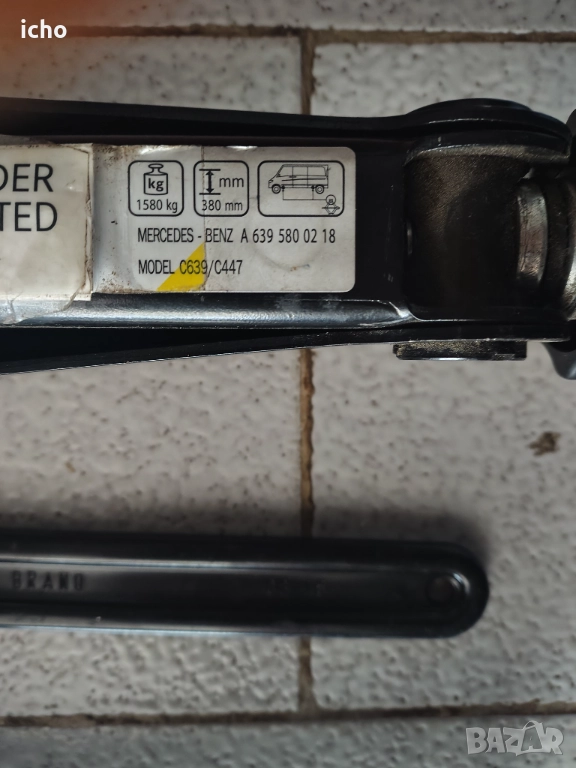 icho
DER
TED
kg
1580 kg
mm
380 mm
MERCEDES - BENZ A 639 580 02 18
MODEL C639/C447
BRANO
BAZAR